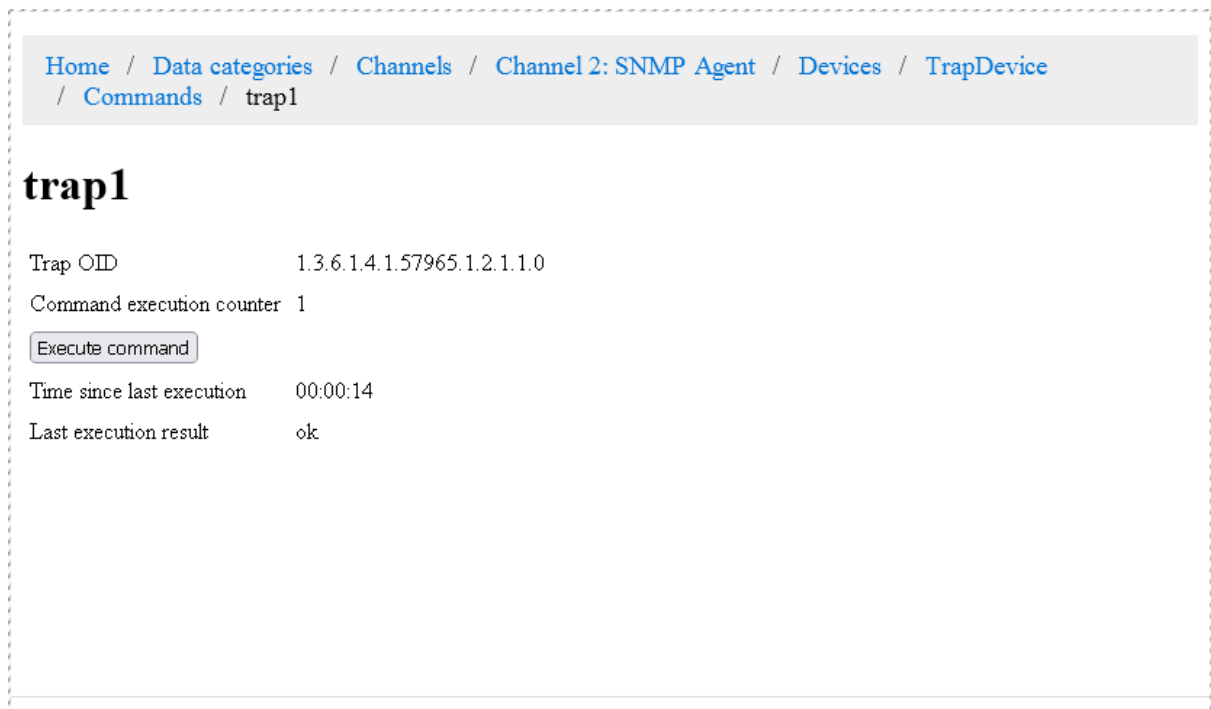 Home / Data categories / Channels / Channel 2: SNMP Agent / Devices / TrapDevice
/ Commands / trap1
trap1
Trap OID 1.3.6.1.4.1.57965.1.2.1.1.0
Command execution counter 1
Execute command
Time since last execution 00:00:14
Last execution result ok